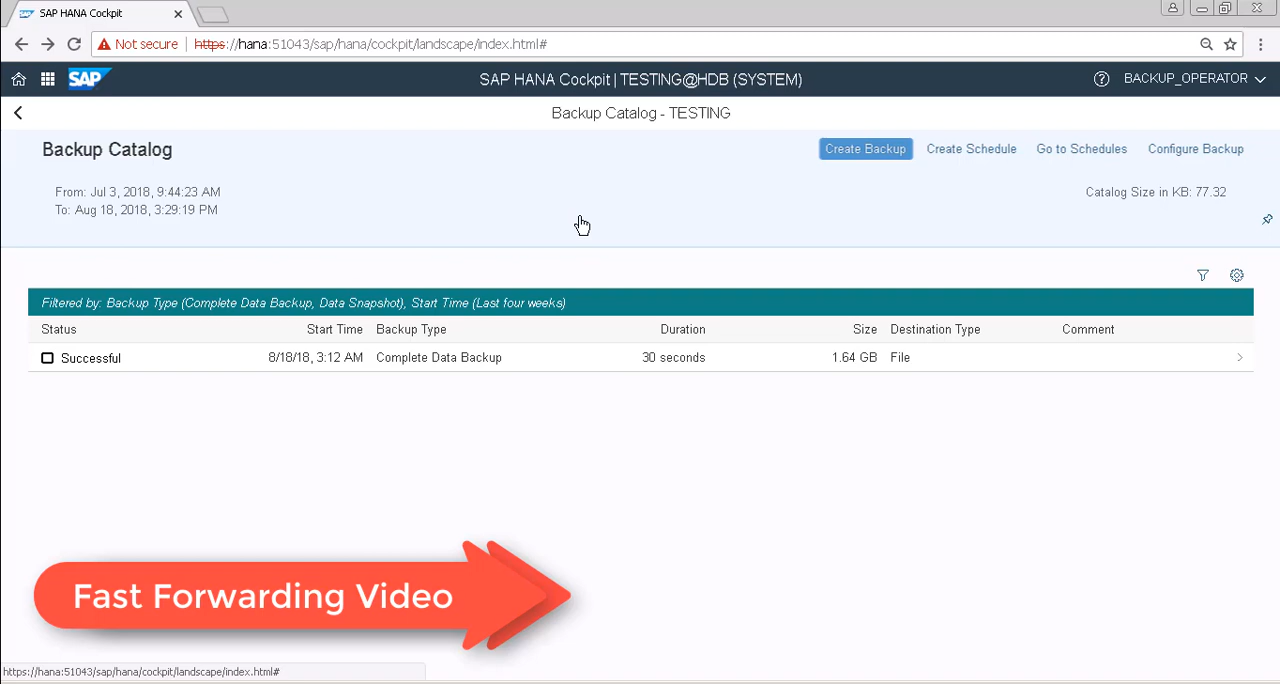 SAP HANA Cockpit
Not secure https://hana:51043/sap/hana/cockpit/landscape/index.html#
SAP SAP HANA Cockpit | TESTING@HDB (SYSTEM) BACKUP_OPERATOR
Backup Catalog - TESTING
Backup Catalog Create Backup Create Schedule Go to Schedules Configure Backup
From: Jul 3, 2018, 9:44:23 AM Catalog Size in KB: 77.32
To: Aug 18, 2018, 3:29:19 PM
Filtered by: Backup Type (Complete Data Backup, Data Snapshot), Start Time (Last four weeks)
Status Start Time Backup Type Duration Size Destination Type Comment
Successful 8/18/18, 3:12 AM Complete Data Backup 30 seconds 1.64 GB File
Fast Forwarding Video
https://hana:51043/sap/hana/cockpit/landscape/index.html#